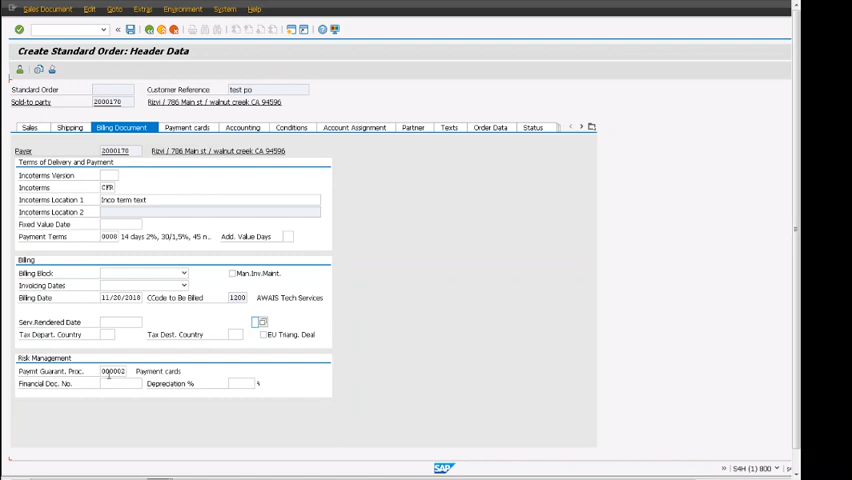 Sales Document Edit Goto Extras Environment System Help
Create Standard Order: Header Data
Standard Order Customer Reference test po
Sold-to party 2000170 Rizvi / 786 Main st / walnut creek CA 94596
Sales Shipping Billing Document Payment cards Accounting Conditions Account Assignment Partner Texts Order Data Status
Payer 2000170 Rizvi / 786 Main st / walnut creek CA 94596
Terms of Delivery and Payment
Incoterms Version
Incoterms CFR
Incoterms Location 1 Inco term text
Incoterms Location 2
Fixed Value Date
Payment Terms 0008 14 days 2%, 30/1,5%, 45 n... Add. Value Days
Billing
Billing Block Man.Inv.Maint.
Invoicing Dates
Billing Date 11/20/2018 CCode to Be Billed 1200 AWAIS Tech Services
Serv.Rendered Date
Tax Depart. Country Tax Dest. Country EU Triang. Deal
Risk Management
Paymt Guarant. Proc. 000002 Payment cards
Financial Doc. No. Depreciation % %
SAP » S4H (1) 800